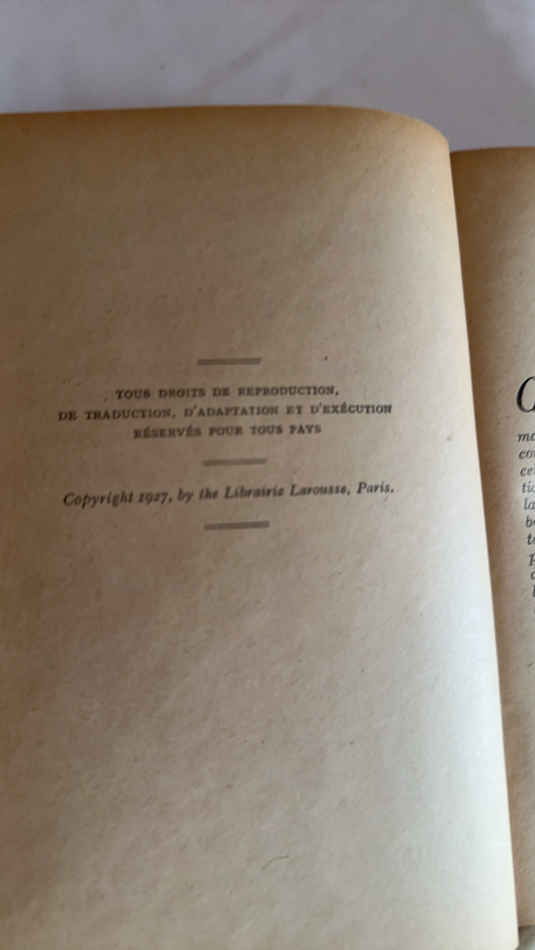 TOUS DROITS DE REPRODUCTION,
DE TRADUCTION, D'ADAPTATION ET D'EXÉCUTION
RÉSERVÉS POUR TOUS PAYS
Copyright 1927, by the Librairie Larousse, Paris.